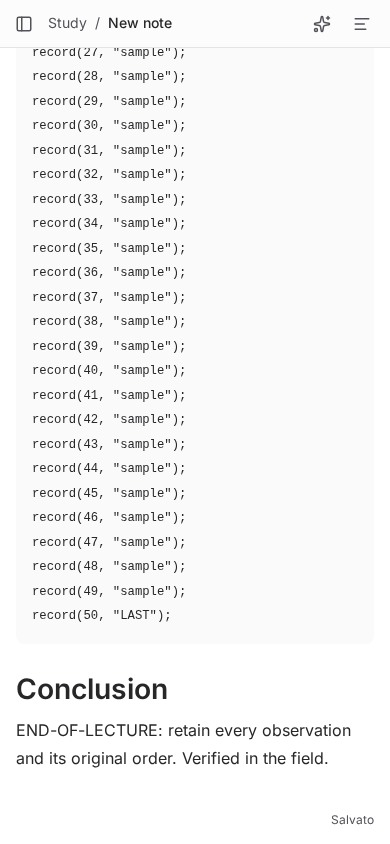 Study / New note
record(27, "sample");
record(28, "sample");
record(29, "sample");
record(30, "sample");
record(31, "sample");
record(32, "sample");
record(33, "sample");
record(34, "sample");
record(35, "sample");
record(36, "sample");
record(37, "sample");
record(38, "sample");
record(39, "sample");
record(40, "sample");
record(41, "sample");
record(42, "sample");
record(43, "sample");
record(44, "sample");
record(45, "sample");
record(46, "sample");
record(47, "sample");
record(48, "sample");
record(49, "sample");
record(50, "LAST");
Conclusion
END-OF-LECTURE: retain every observation
and its original order. Verified in the field.
Salvato